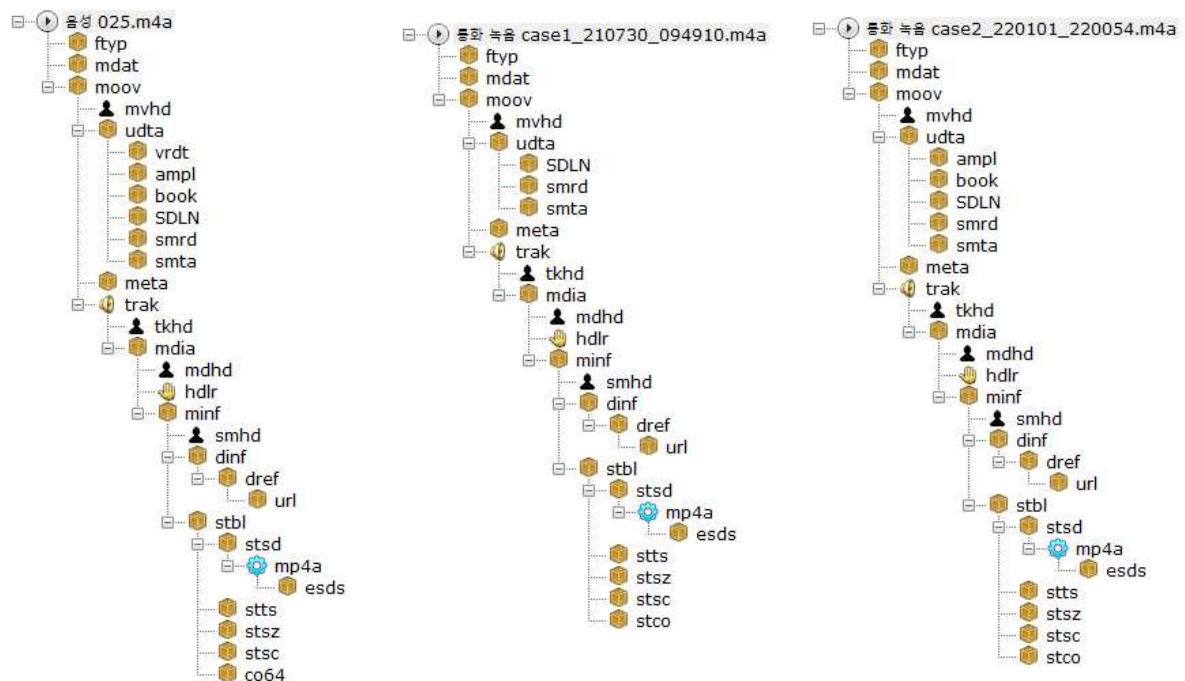 음성 025.m4a
ftyp
mdat
moov
mvhd
udta
vrdt
ampl
book
SDLN
smrd
smta
meta
trak
tkhd
mdia
mdhd
hdlr
minf
smhd
dinf
dref
url
stbl
stsd
mp4a
esds
stts
stsz
stsc
co64
통화 녹음 case1_210730_094910.m4a
ftyp
mdat
moov
mvhd
udta
SDLN
smrd
smta
meta
trak
tkhd
mdia
mdhd
hdlr
minf
smhd
dinf
dref
url
stbl
stsd
mp4a
esds
stts
stsz
stsc
stco
통화 녹음 case2_220101_220054.m4a
ftyp
mdat
moov
mvhd
udta
ampl
book
SDLN
smrd
smta
meta
trak
tkhd
mdia
mdhd
hdlr
minf
smhd
dinf
dref
url
stbl
stsd
mp4a
esds
stts
stsz
stsc
stco